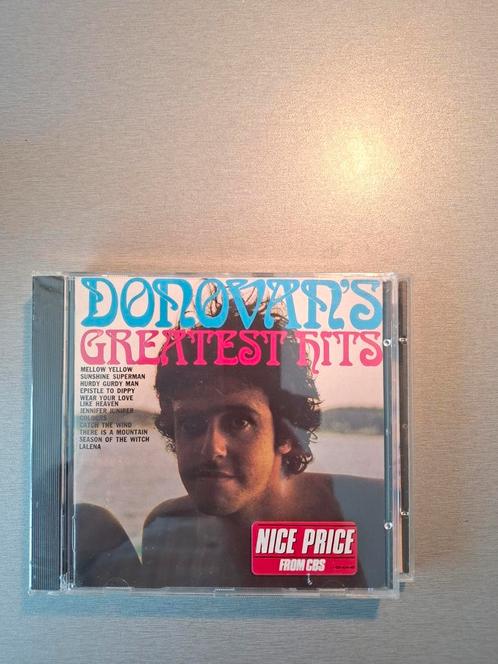 DONOVAN'S
GREATEST HITS
MELLOW YELLOW
SUNSHINE SUPERMAN
HURDY GURDY MAN
EPISTLE TO DIPPY
WEAR YOUR LOVE
LIKE HEAVEN
JENNIFER JUNIPER
COLOURS
CATCH THE WIND
THERE IS A MOUNTAIN
SEASON OF THE WITCH
LALENA
NICE PRICE
FROM CBS